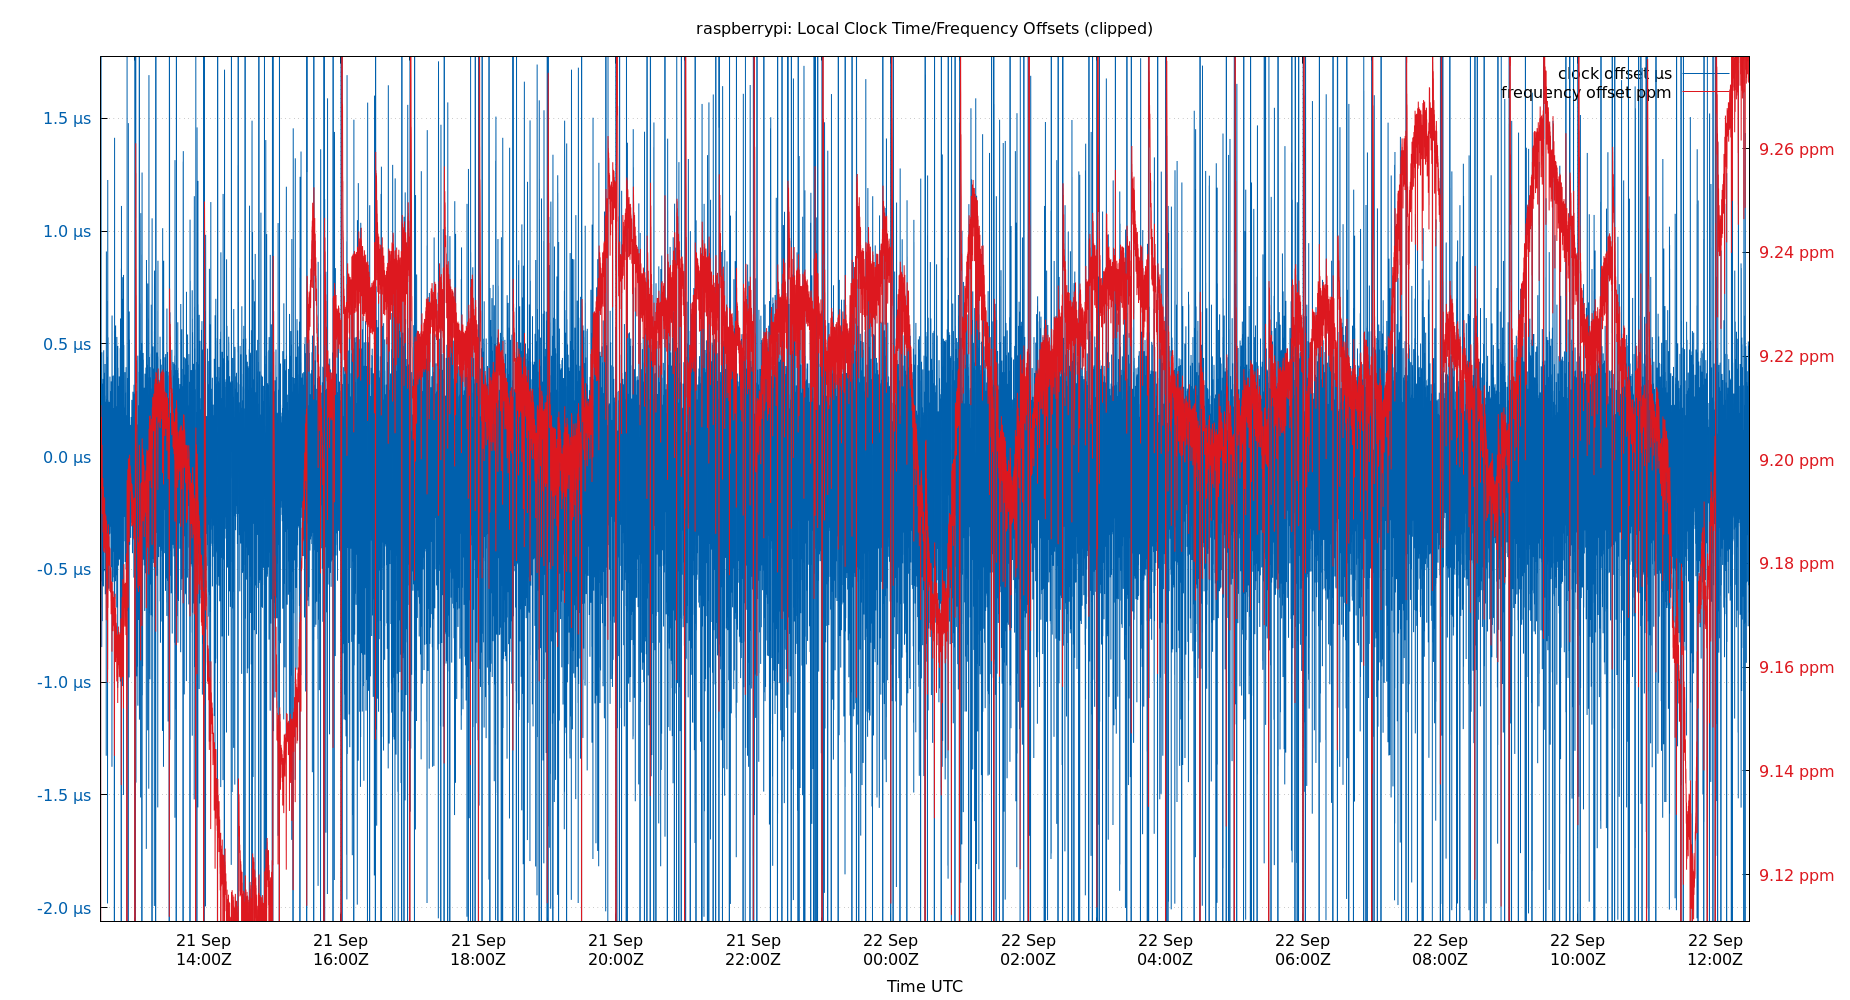 raspberrypi: Local Clock Time/Frequency Offsets (clipped)
clock offset µs
frequency offset ppm
1.5 µs
1.0 µs
0.5 µs
0.0 µs
-0.5 µs
-1.0 µs
-1.5 µs
-2.0 µs
9.26 ppm
9.24 ppm
9.22 ppm
9.20 ppm
9.18 ppm
9.16 ppm
9.14 ppm
9.12 ppm
21 Sep 21 Sep 21 Sep 21 Sep 21 Sep 22 Sep 22 Sep 22 Sep 22 Sep 22 Sep 22 Sep 22 Sep
14:00Z 16:00Z 18:00Z 20:00Z 22:00Z 00:00Z 02:00Z 04:00Z 06:00Z 08:00Z 10:00Z 12:00Z
Time UTC